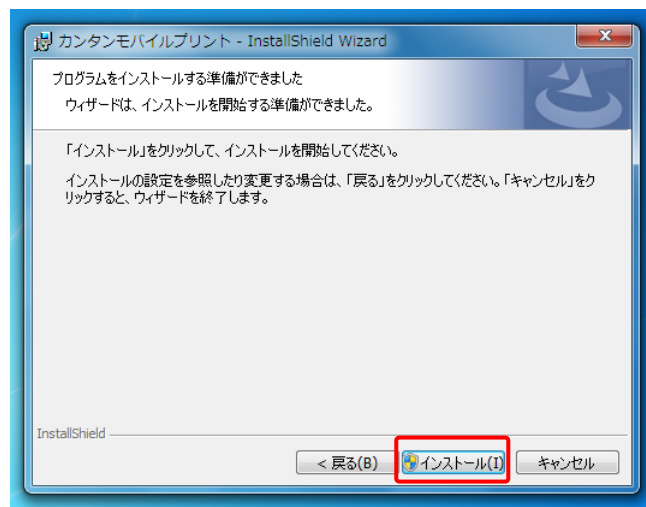 カンタンモバイルプリント - InstallShield Wizard
プログラムをインストールする準備ができました
ウィザードは、インストールを開始する準備ができました。
「インストール」をクリックして、インストールを開始してください。
インストールの設定を参照したり変更する場合は、「戻る」をクリックしてください。「キャンセル」をク
リックすると、ウィザードを終了します。
InstallShield
< 戻る(B) インストール(I) キャンセル